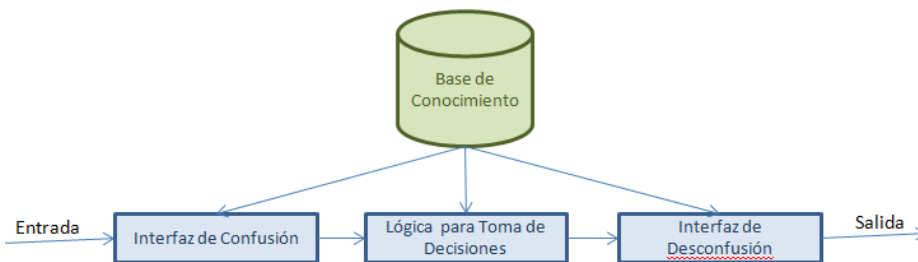 Base de
Conocimiento
Entrada
Interfaz de Confusión
Lógica para Toma de
Decisiones
Interfaz de
Desconfusión
Salida